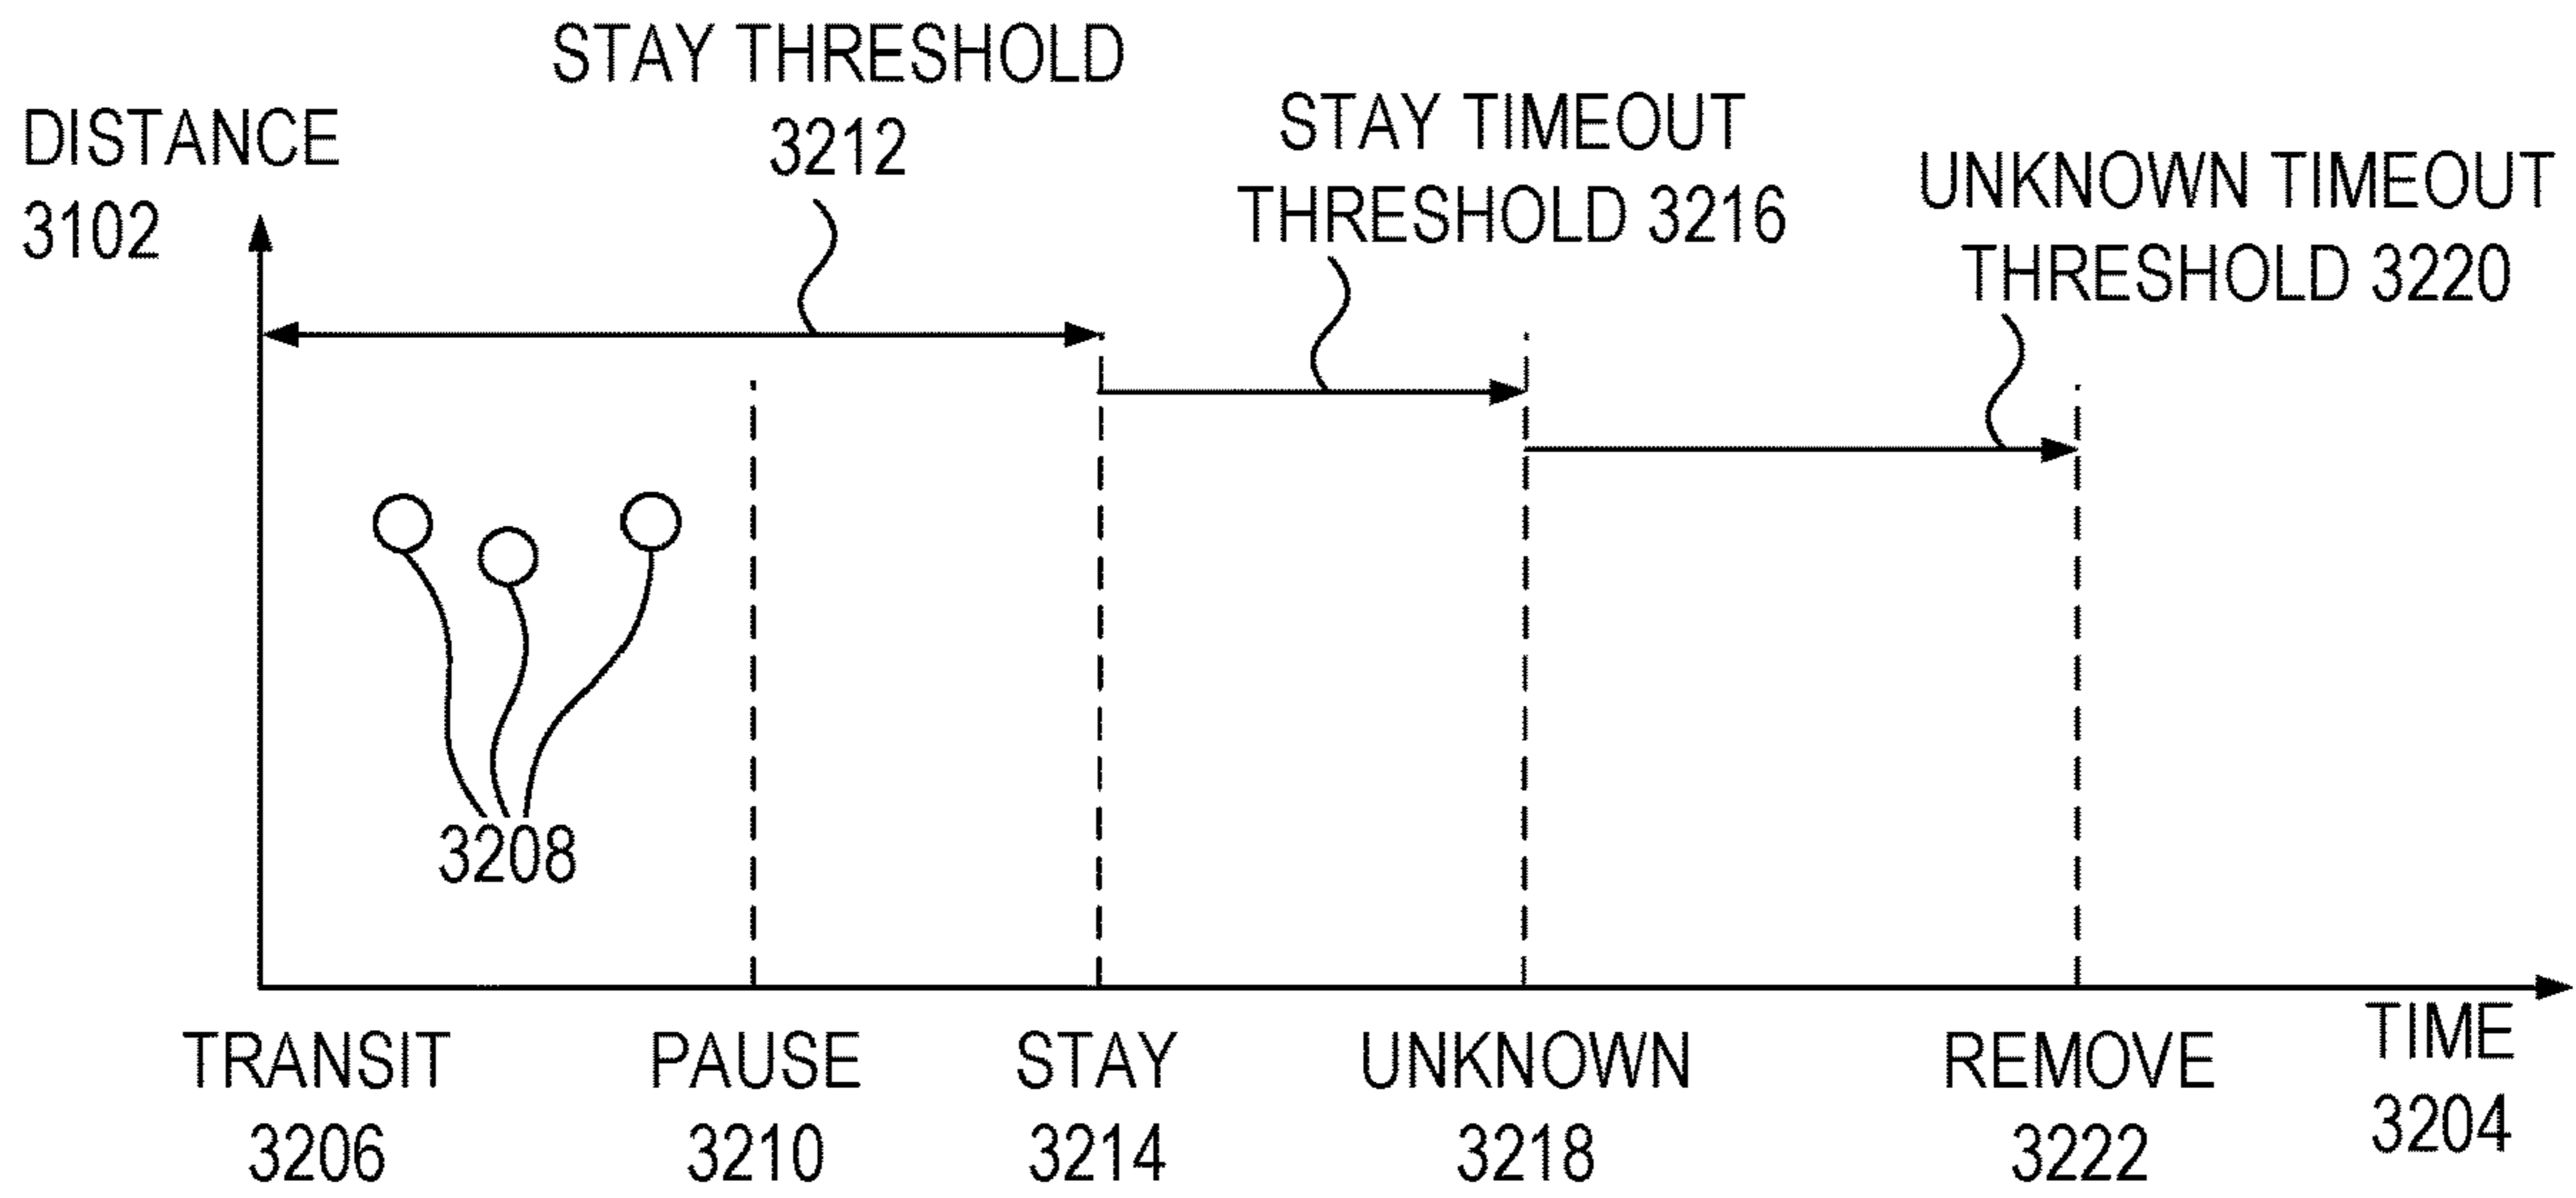 STAY THRESHOLD
3212
DISTANCE
3102
STAY TIMEOUT
THRESHOLD 3216
UNKNOWN TIMEOUT
THRESHOLD 3220
3208
TRANSIT
3206
PAUSE
3210
STAY
3214
UNKNOWN
3218
REMOVE
3222
TIME
3204